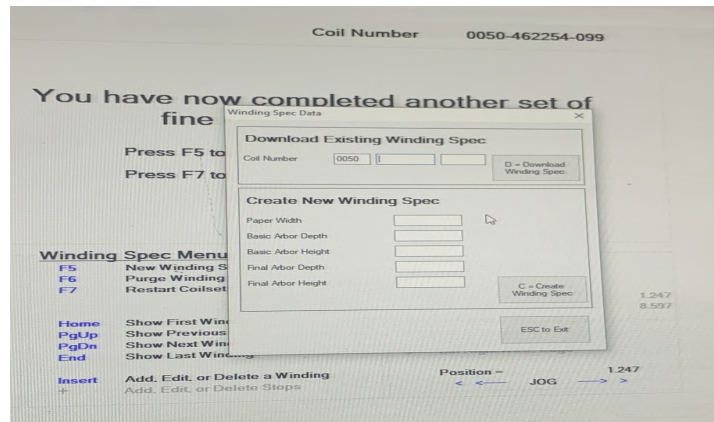 Coil Number 0050-462254-099
You have now completed another set of
fine
Press F5 to
Press F7 to
Winding Spec Data
Download Existing Winding Spec
Coil Number 0050
D = Download
Winding Spec
Create New Winding Spec
Paper Width
Basic Arbor Depth
Basic Arbor Height
Final Arbor Depth
Final Arbor Height
C = Create
Winding Spec
ESC to Exit
Winding Spec Menu
F5 New Winding S
F6 Purge Winding
F7 Restart Coilset
1.247
8.597
Home Show First Win
PgUp Show Previous
PgDn Show Next Win
End Show Last Winding
Insert Add, Edit, or Delete a Winding
+ Add, Edit, or Delete Stops
Position = 1.247
< <— JOG —> >